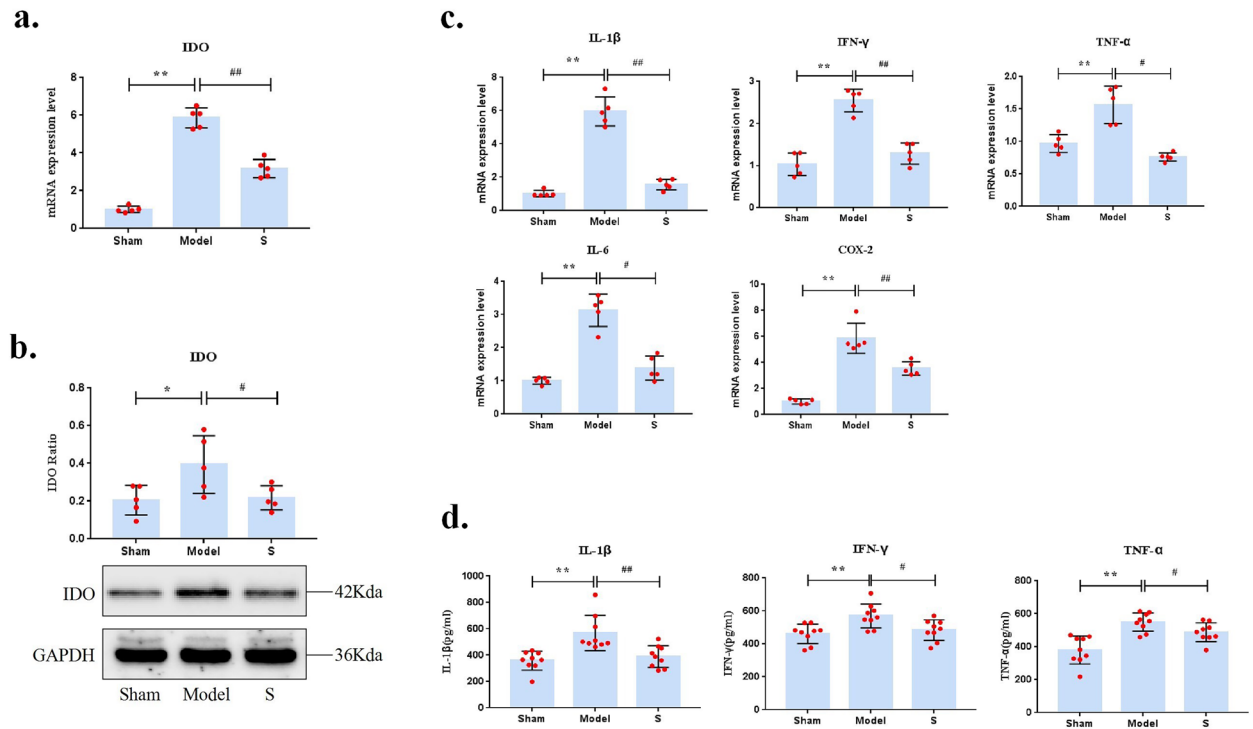 a.
IDO
**
##
mRNA expression level
8
6
4
2
0
Sham Model S
b.
IDO
*
#
IDO Ratio
0.8
0.6
0.4
0.2
0.0
Sham Model S
IDO 42Kda
GAPDH 36Kda
Sham Model S
c.
IL-1β
**
##
mRNA expression level
8
6
4
2
0
Sham Model S
IFN-γ
**
##
mRNA expression level
3
2
1
0
Sham Model S
TNF-α
**
#
mRNA expression level
2.0
1.5
1.0
0.5
0.0
Sham Model S
IL-6
**
#
mRNA expression level
4
3
2
1
0
Sham Model S
COX-2
**
##
mRNA expression level
10
8
6
4
2
0
Sham Model S
d.
IL-1β
**
##
IL-1β(pg/ml)
1000
800
600
400
200
0
Sham Model S
IFN-γ
**
#
IFN-γ(pg/ml)
800
600
400
200
0
Sham Model S
TNF-α
**
#
TNF-α(pg/ml)
800
600
400
200
0
Sham Model S